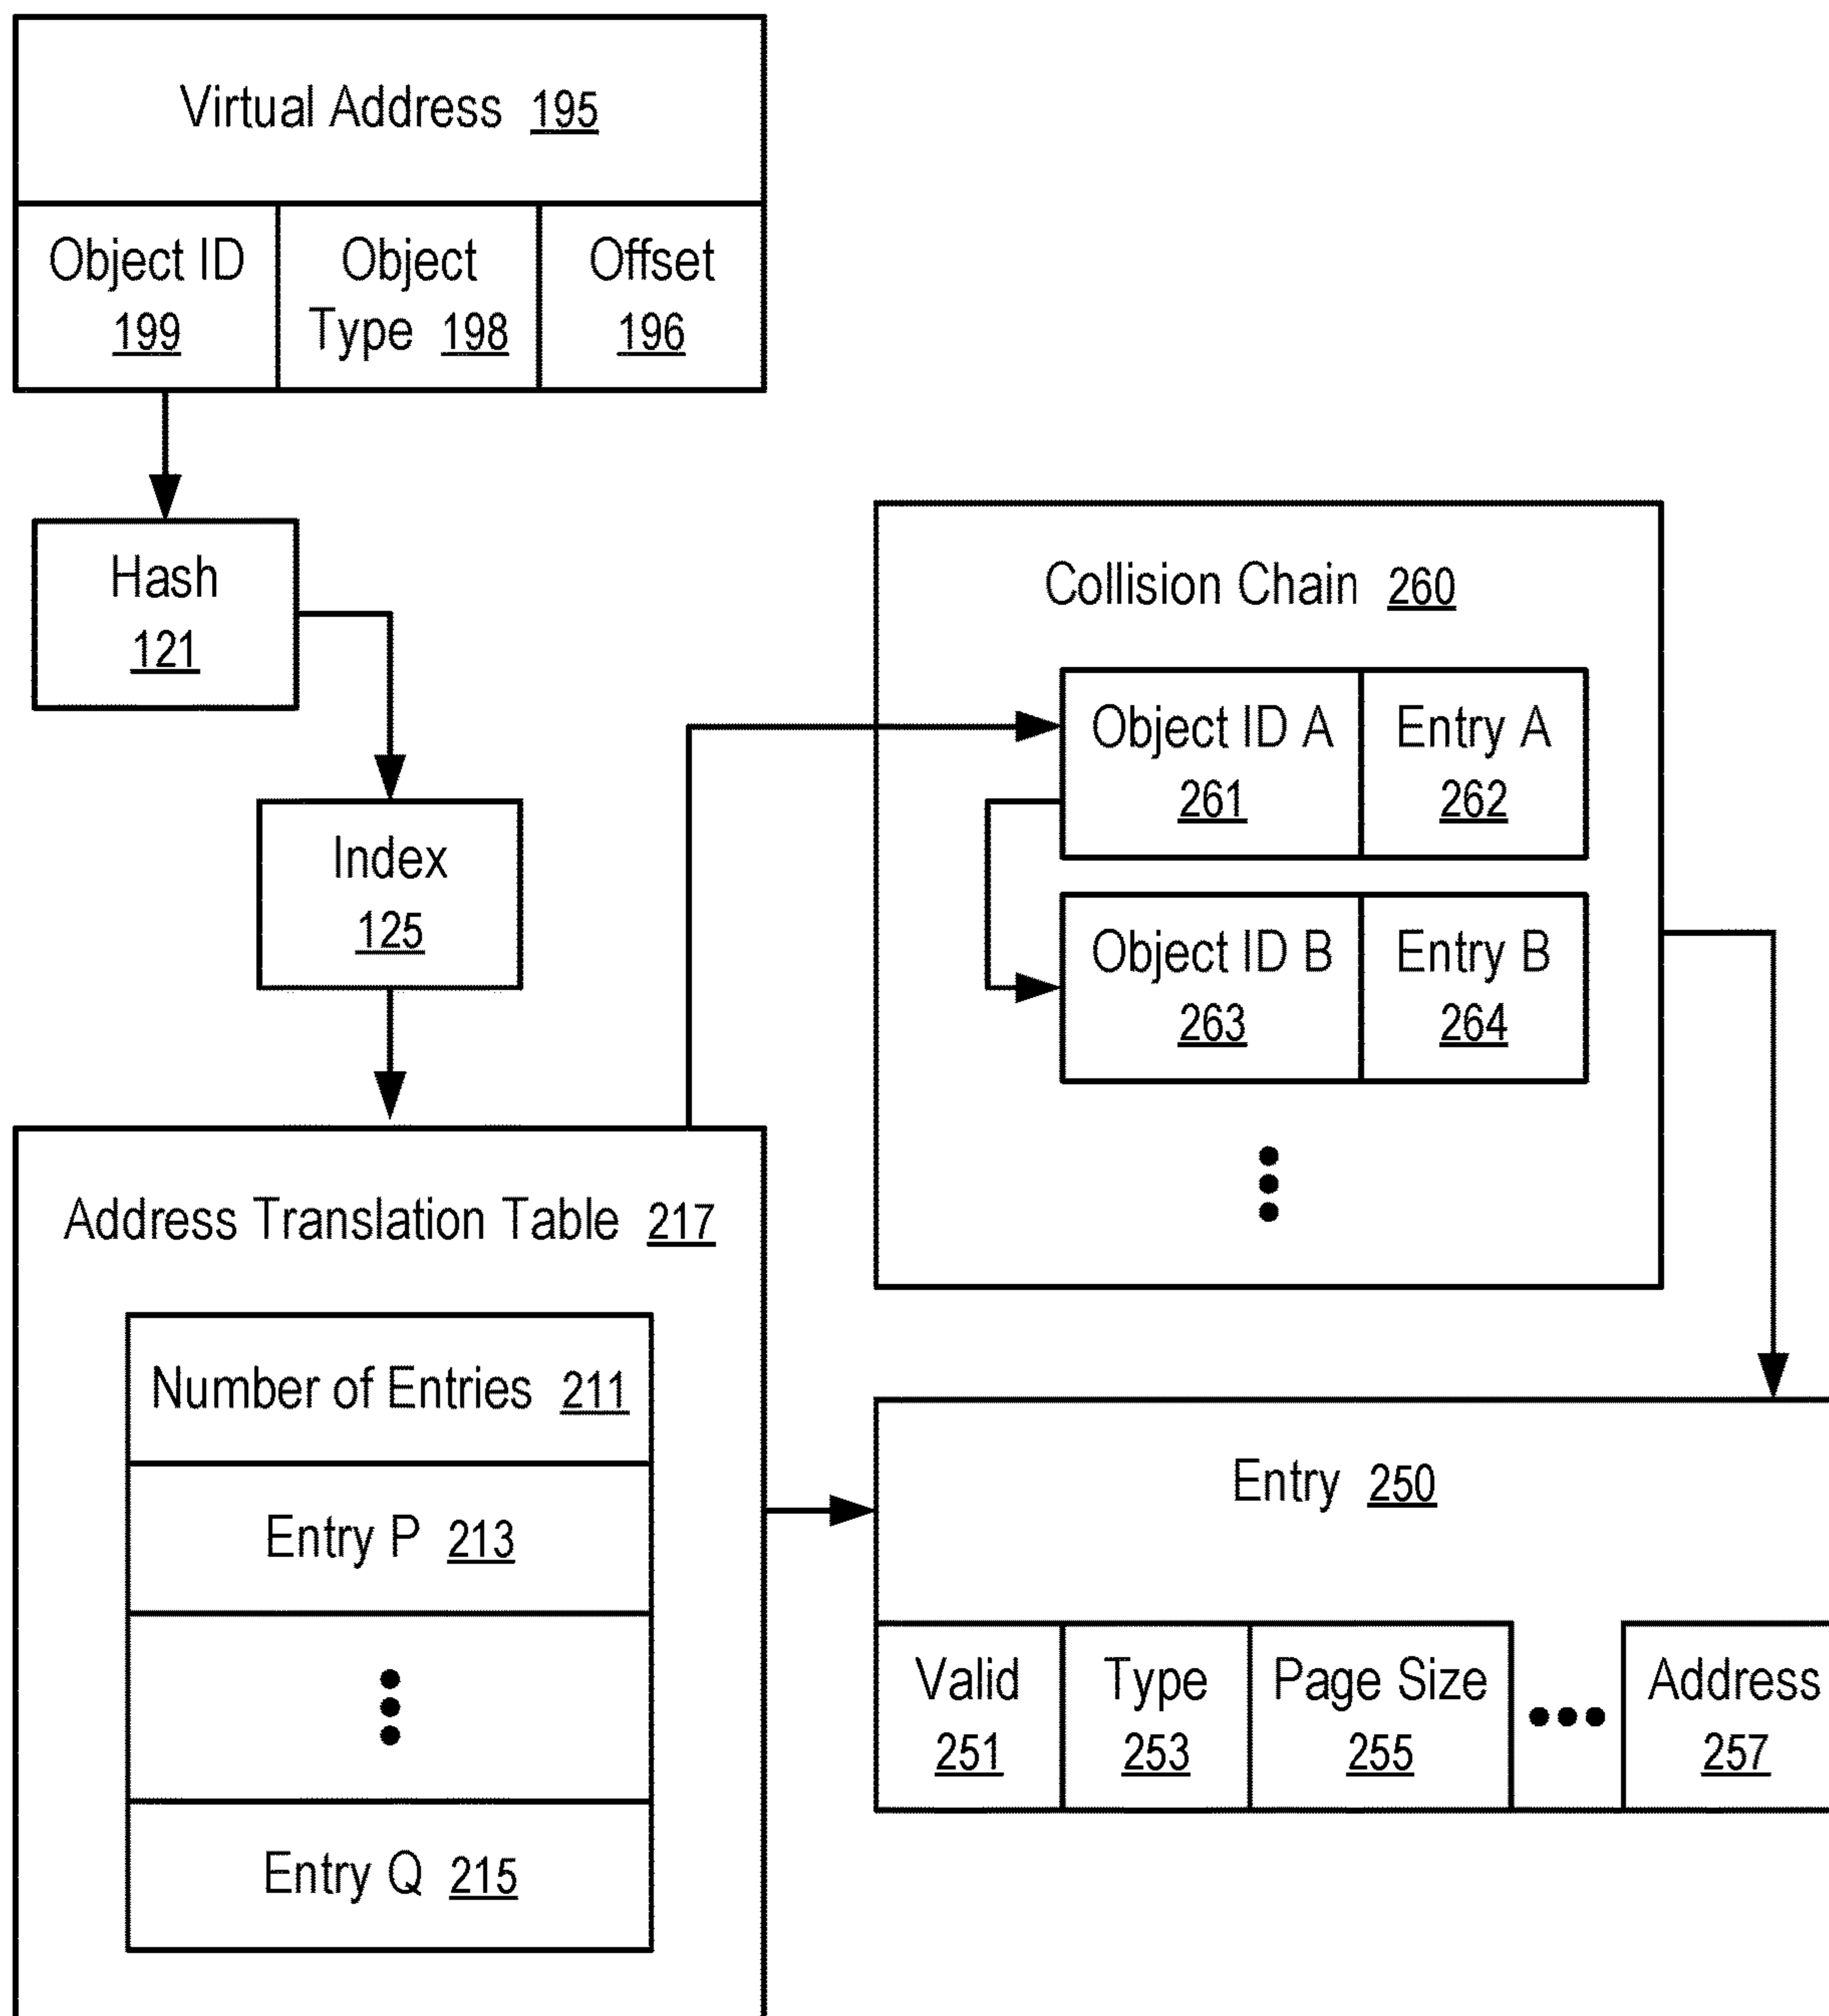 Virtual Address 195
Object ID
199
Object
Type 198
Offset
196
Hash
121
Index
125
Collision Chain 260
Object ID A
261
Entry A
262
Object ID B
263
Entry B
264
Address Translation Table 217
Number of Entries 211
Entry P 213
Entry Q 215
Entry 250
Valid
251
Type
253
Page Size
255
Address
257